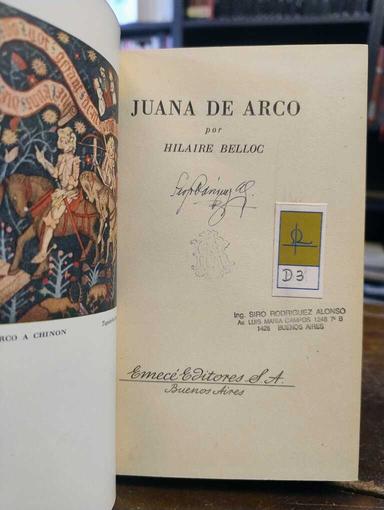 ARCO A CHINON
JUANA DE ARCO
por
HILAIRE BELLOC
D3
Ing. SIRO RODRIGUEZ ALONSO
Av. LUIS MARIA CAMPOS 1248 7º B
1426 BUENOS AIRES
Emecé Editores S.A.
Buenos Aires